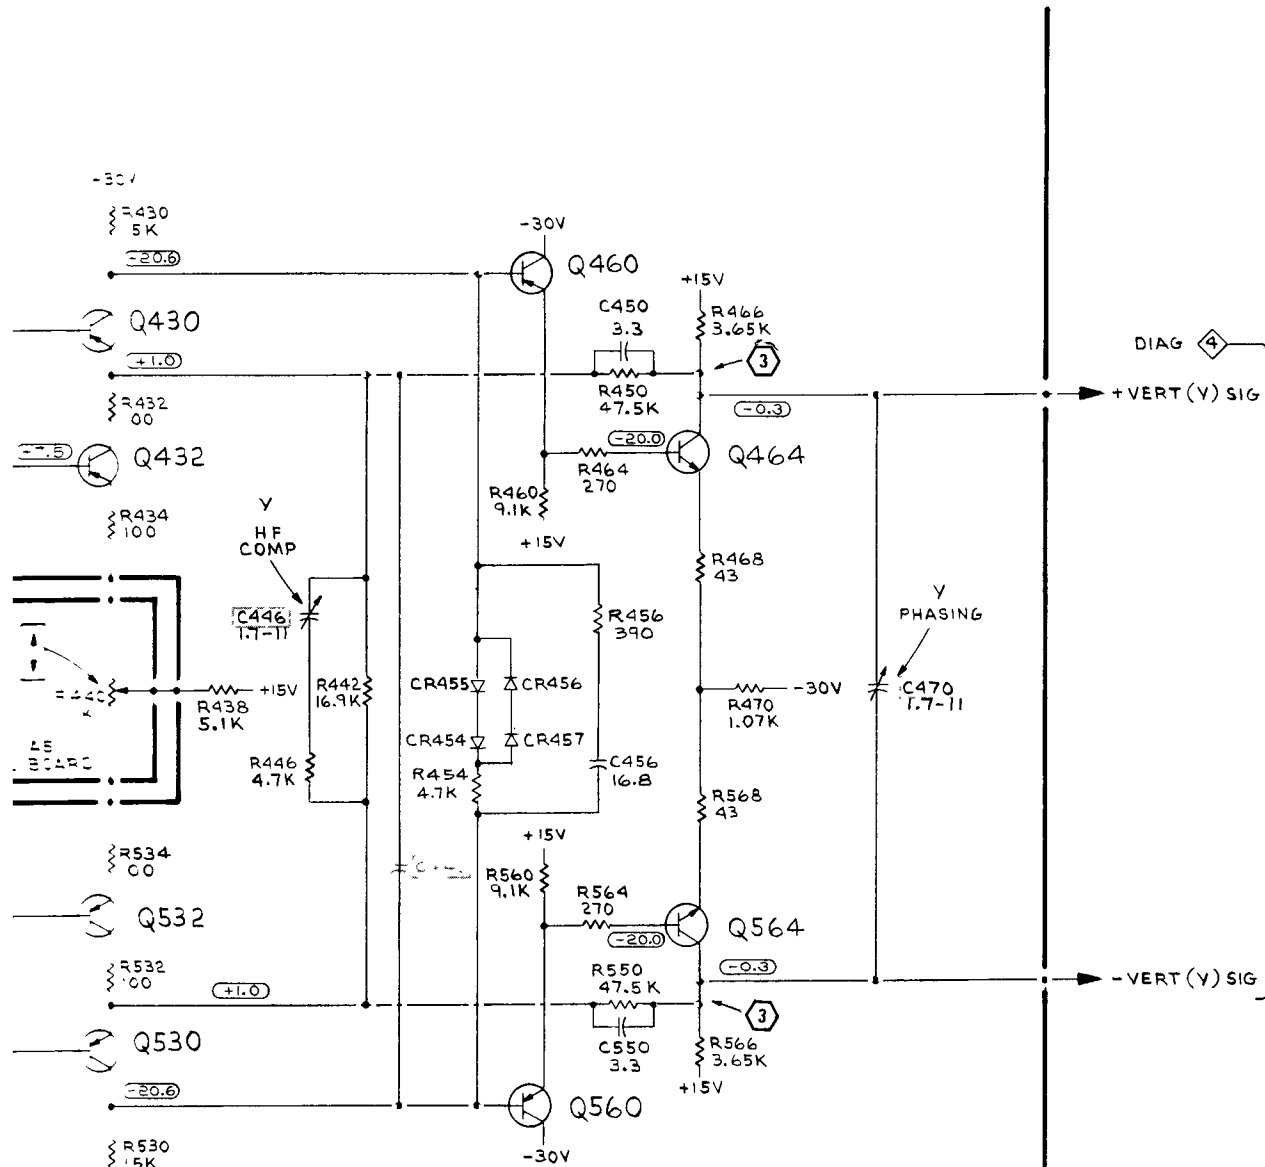 R430
5K
-20.6
Q430
+1.0
R432
Q432
-7.5
R434
100
Y
HF
COMP
C446
1.7-11
R438
5.1K
+15V
R442
16.9K
R446
4.7K
BOARD
R534
Q532
R532
+1.0
Q530
-20.6
R530
15K
-30V
Q460
C450
3.3
R450
47.5K
+15V
R466
3.65K
3
-0.3
-20.0
R464
270
Q464
R460
9.1K
+15V
R468
43
R456
390
CR455
CR456
CR454
CR457
R454
4.7K
C456
16.8
R470
1.07K
-30V
Y
PHASING
C470
1.7-11
R568
43
+15V
R560
9.1K
R564
270
-20.0
Q564
-0.3
R550
47.5K
C550
3.3
3
R566
3.65K
+15V
Q560
-30V
DIAG 4
+VERT (Y) SIG
-VERT (Y) SIG